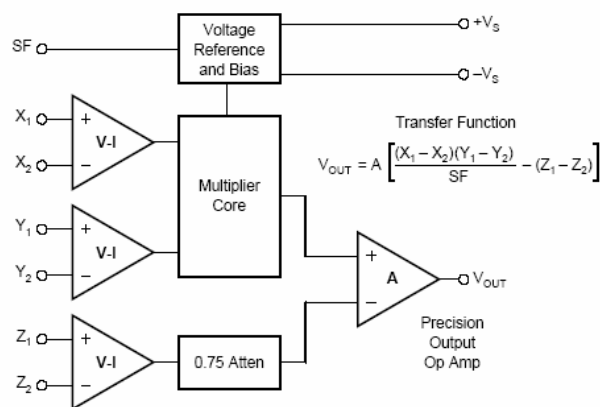 Voltage
Reference
and Bias
SF
+VS
–VS
X1
+
V-I
X2
–
Multiplier
Core
Transfer Function
VOUT = A [ (X1 – X2)(Y1 – Y2) / SF – (Z1 – Z2) ]
Y1
+
V-I
Y2
–
+
A
–
VOUT
Precision
Output
Op Amp
Z1
+
V-I
Z2
–
0.75 Atten